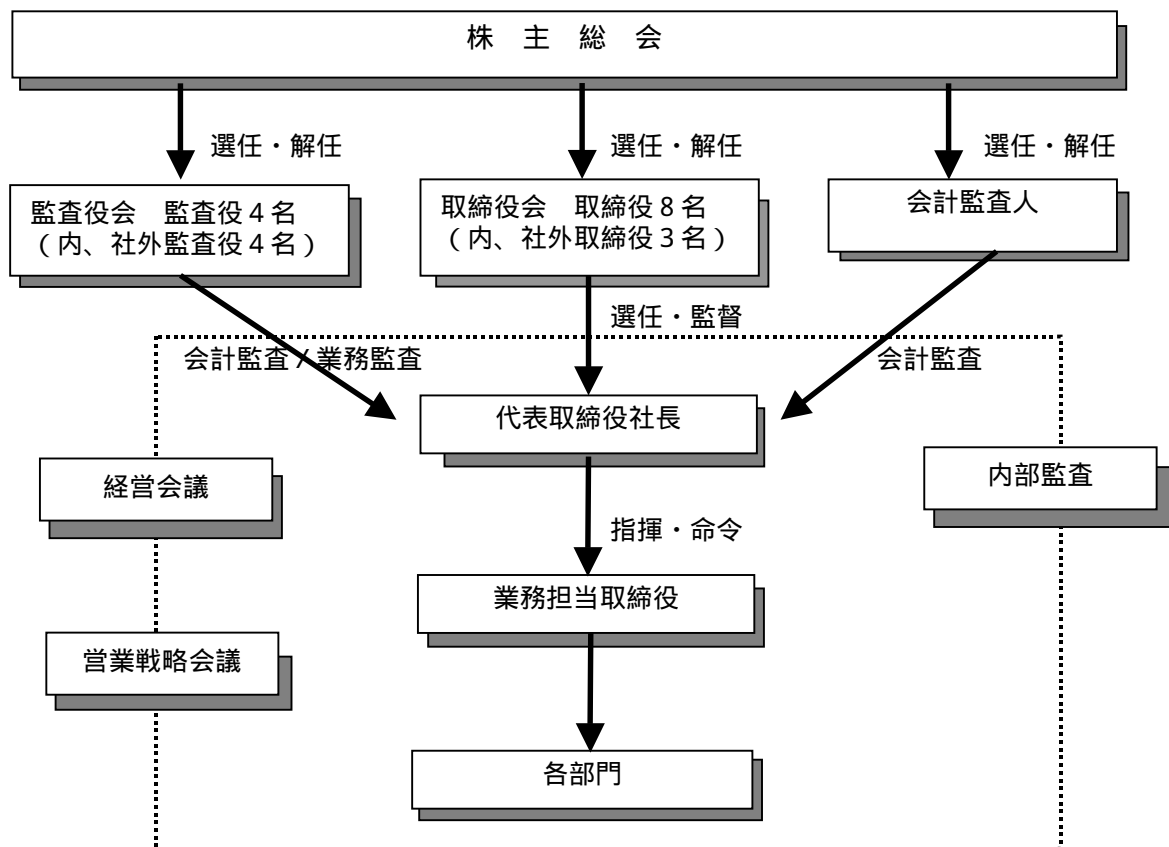 株　主　総　会
選任・解任
選任・解任
選任・解任
監査役会　監査役４名
（内、社外監査役４名）
取締役会　取締役８名
（内、社外取締役３名）
会計監査人
選任・監督
会計監査／業務監査
会計監査
代表取締役社長
経営会議
内部監査
指揮・命令
業務担当取締役
営業戦略会議
各部門